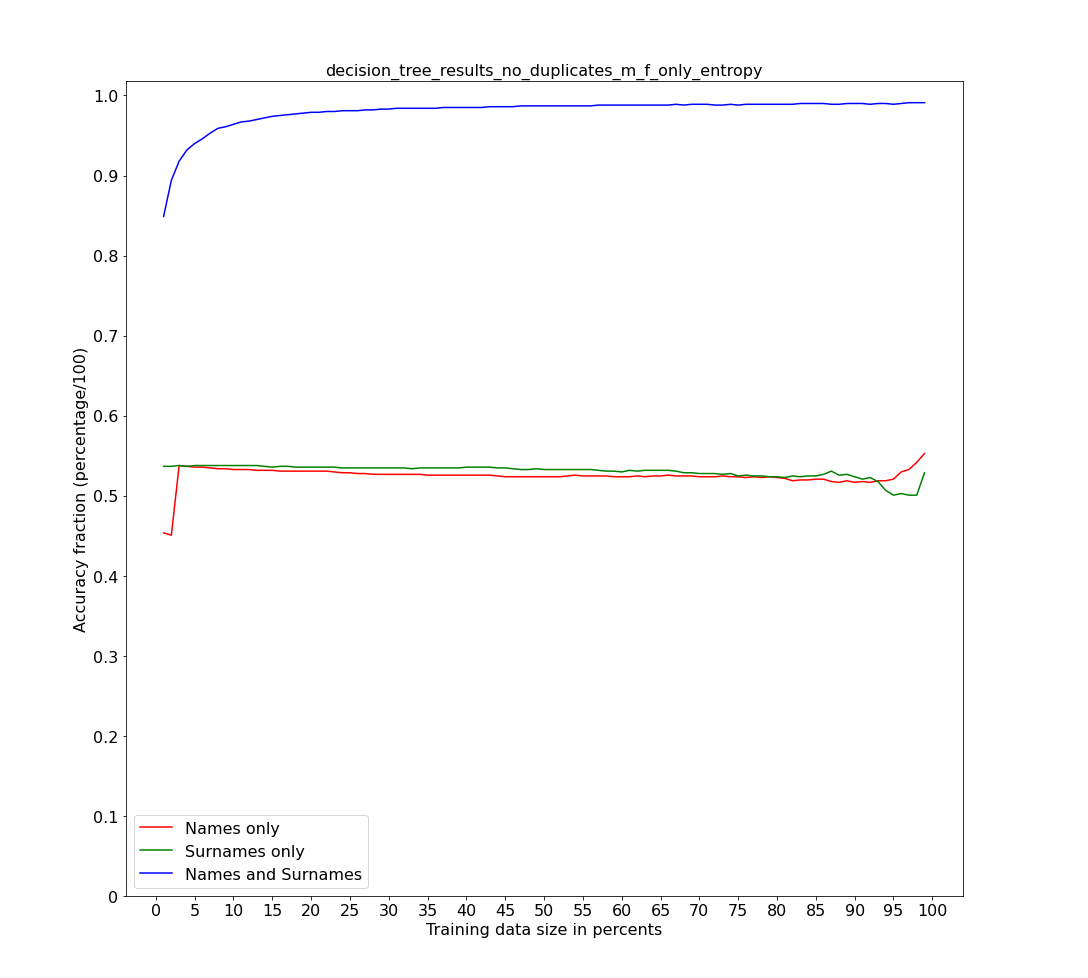 decision_tree_results_no_duplicates_m_f_only_entropy
Accuracy fraction (percentage/100)
1.0
0.9
0.8
0.7
0.6
0.5
0.4
0.3
0.2
0.1
0
Names only
Surnames only
Names and Surnames
0 5 10 15 20 25 30 35 40 45 50 55 60 65 70 75 80 85 90 95 100
Training data size in percents